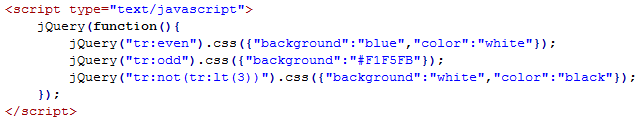 <script type="text/javascript">
    jQuery(function(){
        jQuery("tr:even").css({"background":"blue","color":"white"});
        jQuery("tr:odd").css({"background":"#F1F5FB"});
        jQuery("tr:not(tr:lt(3))").css({"background":"white","color":"black"});
    });
</script>